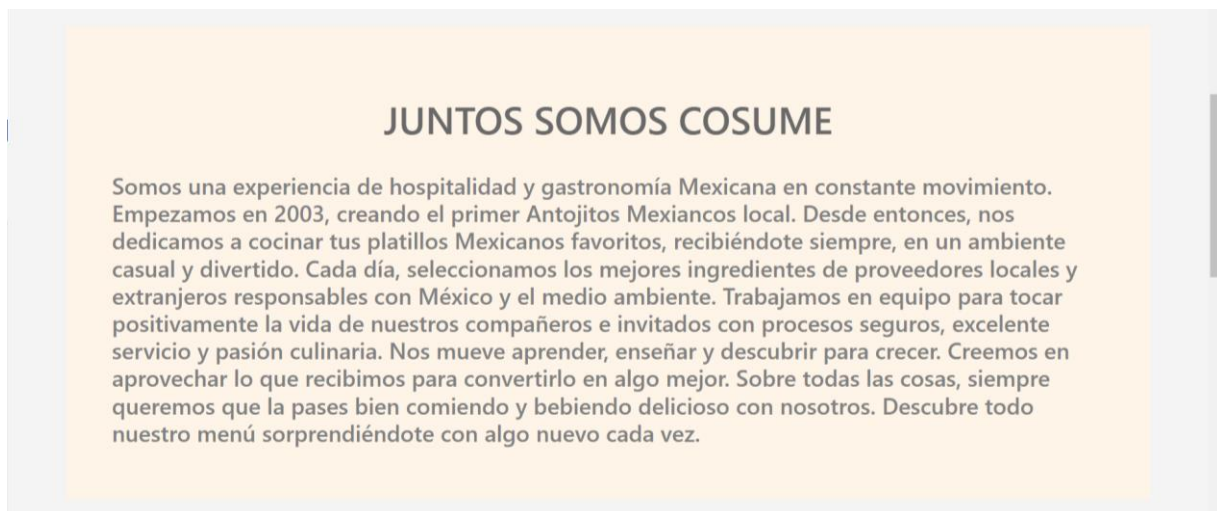 JUNTOS SOMOS COSUME
Somos una experiencia de hospitalidad y gastronomía Mexicana en constante movimiento.
Empezamos en 2003, creando el primer Antojitos Mexiancos local. Desde entonces, nos
dedicamos a cocinar tus platillos Mexicanos favoritos, recibiéndote siempre, en un ambiente
casual y divertido. Cada día, seleccionamos los mejores ingredientes de proveedores locales y
extranjeros responsables con México y el medio ambiente. Trabajamos en equipo para tocar
positivamente la vida de nuestros compañeros e invitados con procesos seguros, excelente
servicio y pasión culinaria. Nos mueve aprender, enseñar y descubrir para crecer. Creemos en
aprovechar lo que recibimos para convertirlo en algo mejor. Sobre todas las cosas, siempre
queremos que la pases bien comiendo y bebiendo delicioso con nosotros. Descubre todo
nuestro menú sorprendiéndote con algo nuevo cada vez.